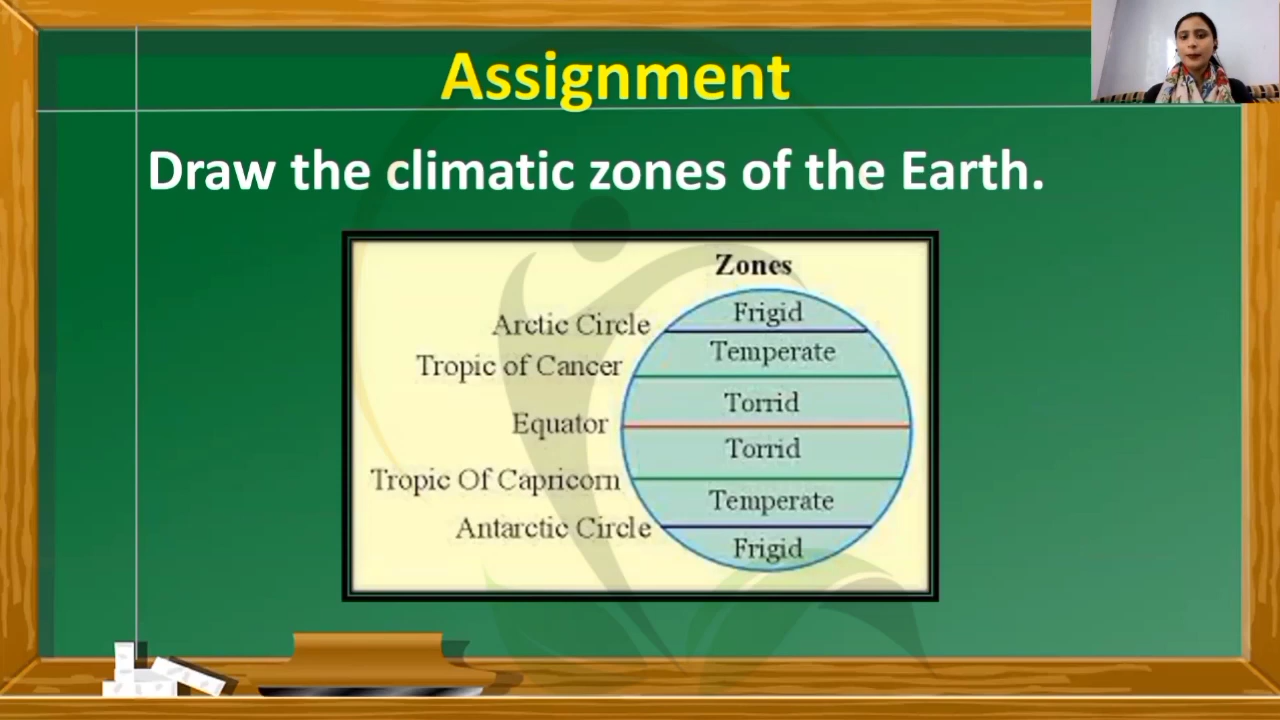 Assignment
Draw the climatic zones of the Earth.
Zones
Frigid
Arctic Circle
Temperate
Tropic of Cancer
Torrid
Equator
Torrid
Tropic Of Capricorn
Temperate
Antarctic Circle
Frigid